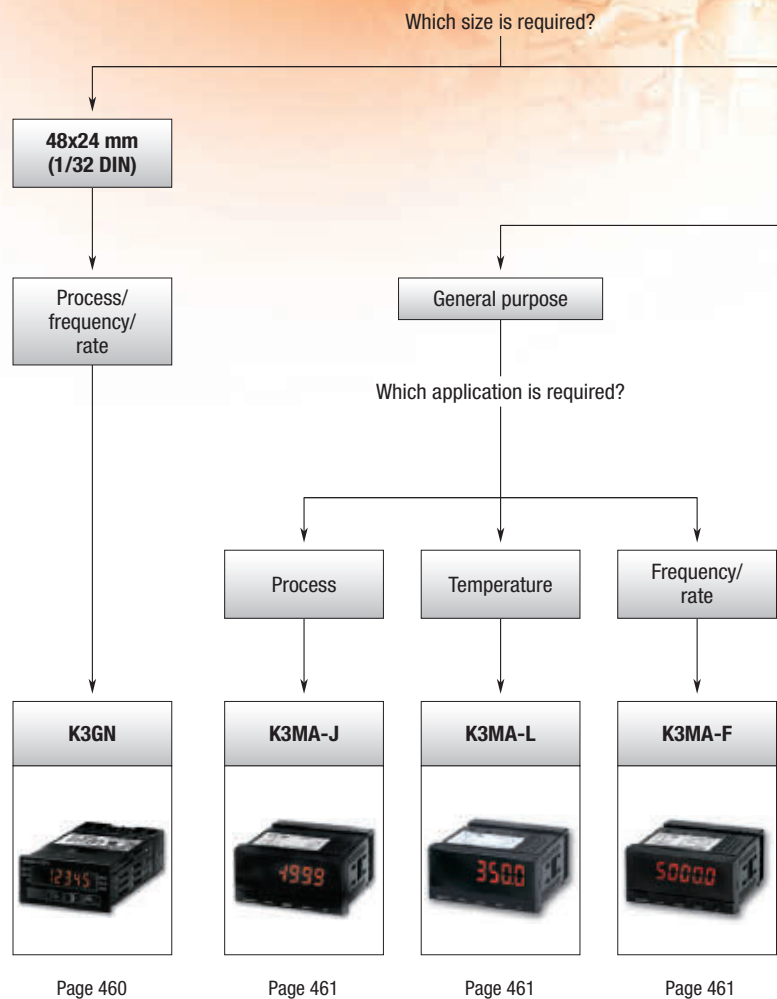 Which size is required?
48x24 mm
(1/32 DIN)
Process/
frequency/
rate
General purpose
Which application is required?
Process
Temperature
Frequency/
rate
K3GN
K3MA-J
K3MA-L
K3MA-F
12345
1999
350.0
5000.0
Page 460
Page 461
Page 461
Page 461